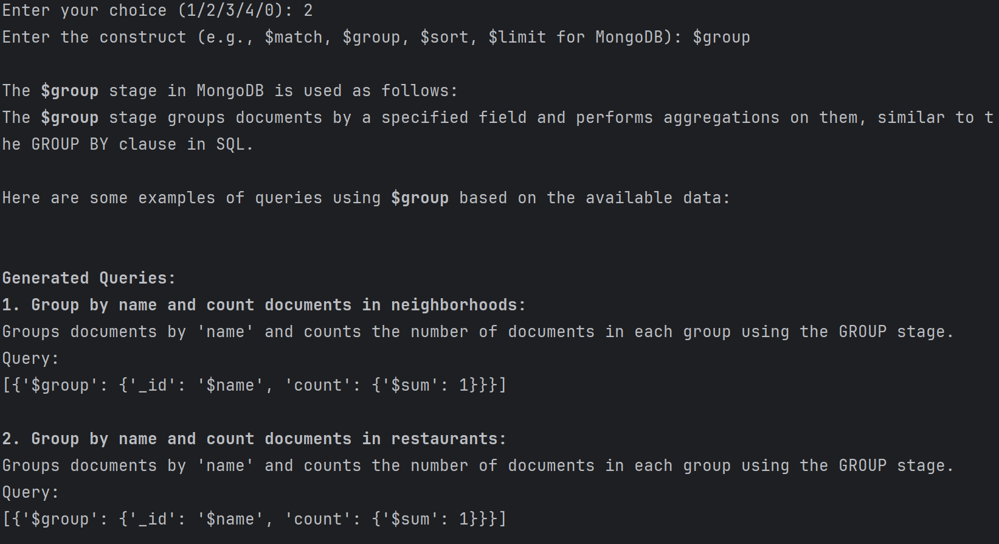 Enter your choice (1/2/3/4/0): 2
Enter the construct (e.g., $match, $group, $sort, $limit for MongoDB): $group
The $group stage in MongoDB is used as follows:
The $group stage groups documents by a specified field and performs aggregations on them, similar to t
he GROUP BY clause in SQL.
Here are some examples of queries using $group based on the available data:
Generated Queries:
1. Group by name and count documents in neighborhoods:
Groups documents by 'name' and counts the number of documents in each group using the GROUP stage.
Query:
[{'$group': {'_id': '$name', 'count': {'$sum': 1}}}]
2. Group by name and count documents in restaurants:
Groups documents by 'name' and counts the number of documents in each group using the GROUP stage.
Query:
[{'$group': {'_id': '$name', 'count': {'$sum': 1}}}]